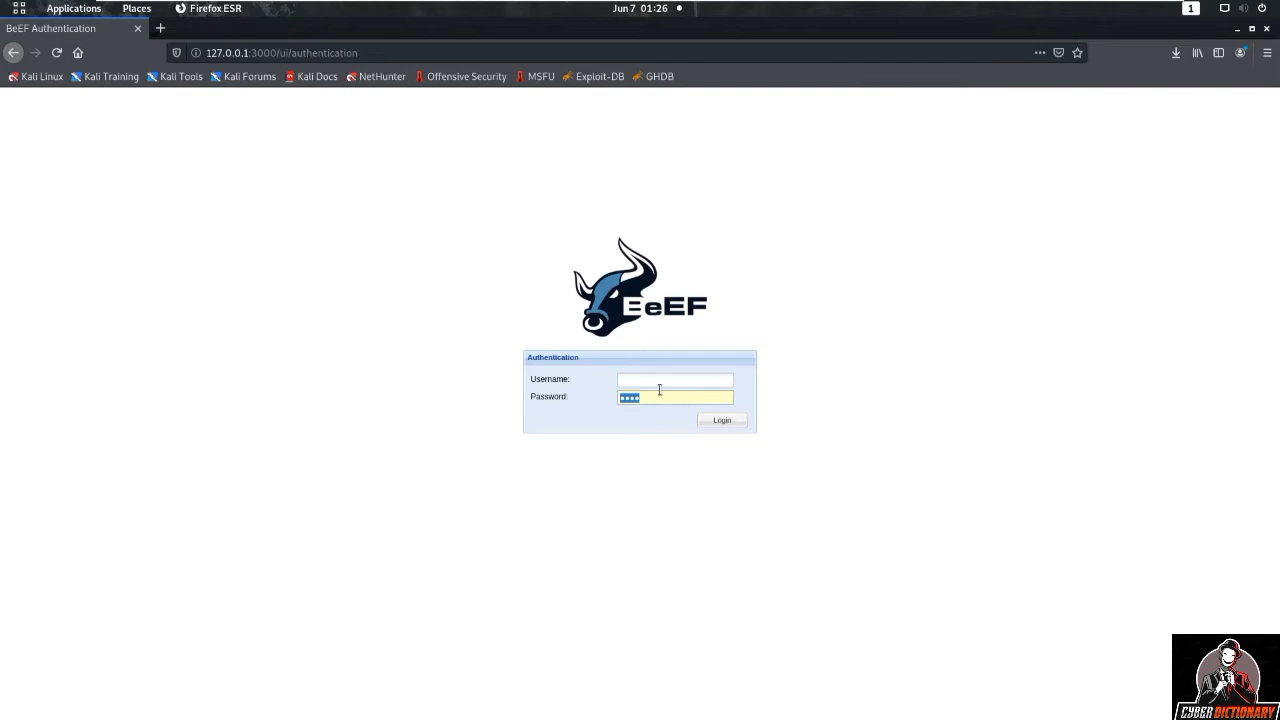 Applications Places Firefox ESR Jun 7 01:26 1
BeEF Authentication
127.0.0.1:3000/ui/authentication
Kali Linux Kali Training Kali Tools Kali Forums Kali Docs NetHunter Offensive Security MSFU Exploit-DB GHDB
BeEF
Authentication
Username:
Password:
Login
CYBER DICTIONARY